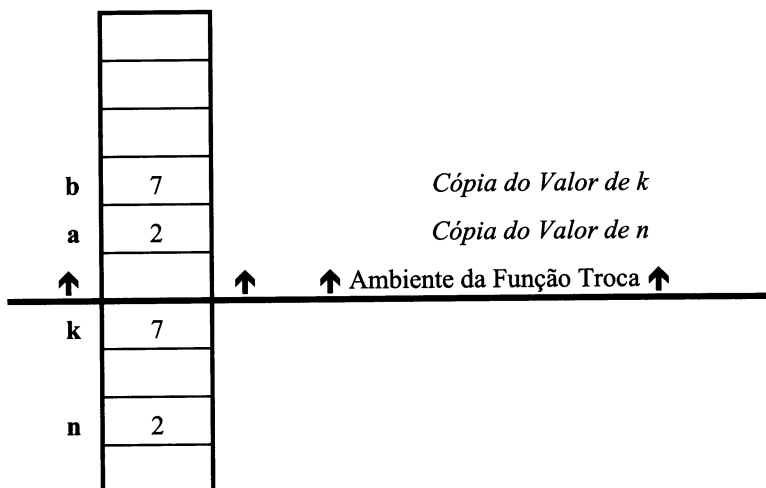 b 7 Cópia do Valor de k
a 2 Cópia do Valor de n
Ambiente da Função Troca
k 7
n 2